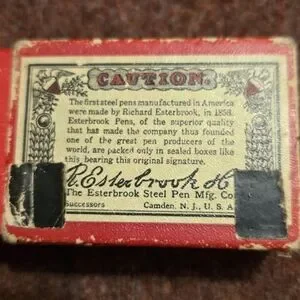 CAUTION.
The first steel pens manufactured in America
were made by Richard Esterbrook, in 1858.
Esterbrook Pens, of the superior quality
that has made the company thus founded
one of the great pen producers of the
world, are packed only in sealed boxes like
this bearing this original signature.
R. Esterbrook
The Esterbrook Steel Pen Mfg. Co
Successors Camden, N. J., U. S. A.